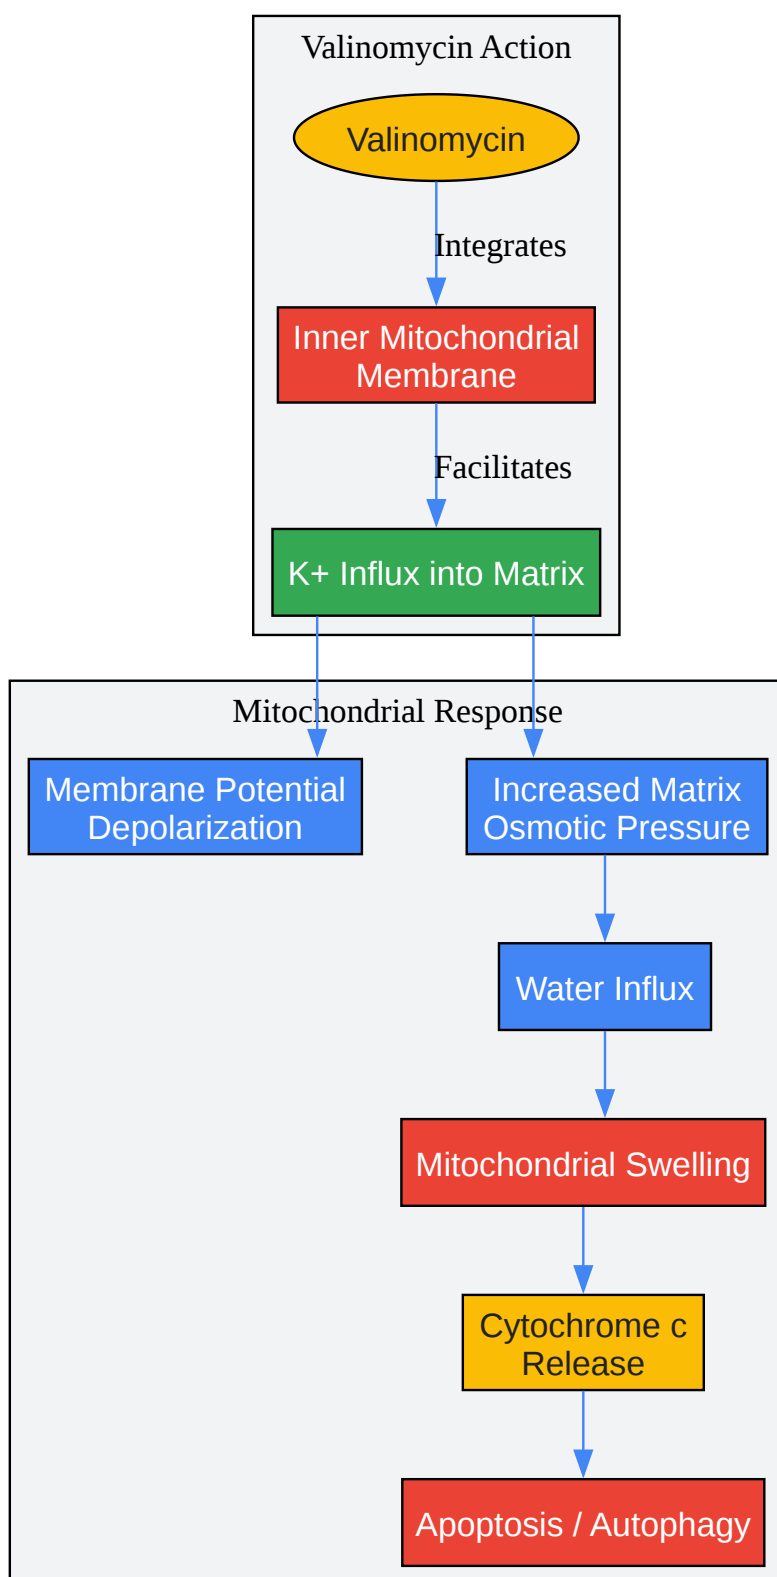 Valinomycin Action
Valinomycin
Integrates
Inner Mitochondrial
Membrane
Facilitates
K+ Influx into Matrix
Mitochondrial Response
Membrane Potential
Depolarization
Increased Matrix
Osmotic Pressure
Water Influx
Mitochondrial Swelling
Cytochrome c
Release
Apoptosis / Autophagy